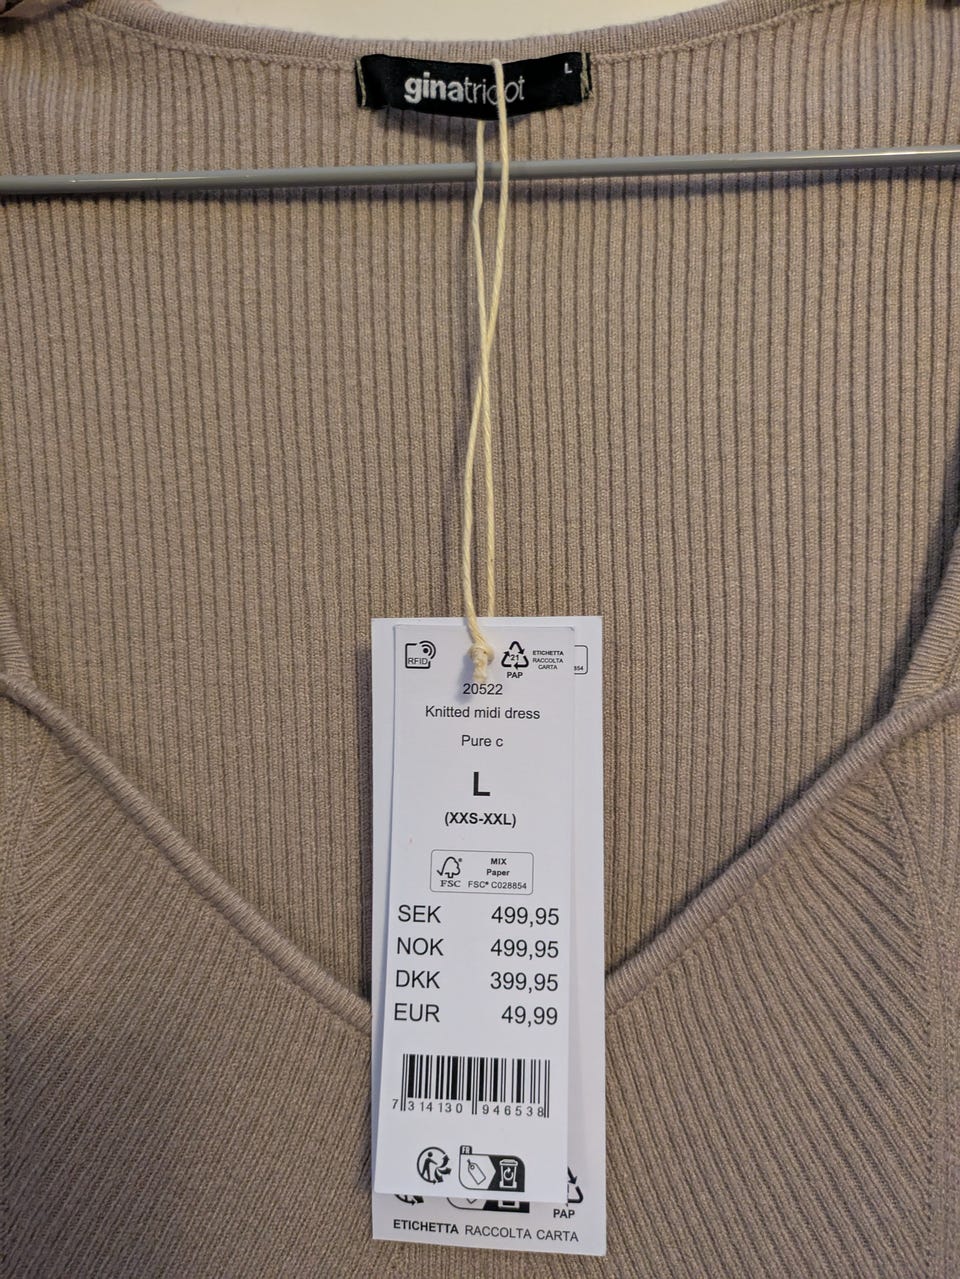 ginatricot L
RFID
21
PAP
ETICHETTA
RACCOLTA
CARTA
854
20522
Knitted midi dress
Pure c
L
(XXS-XXL)
FSC
MIX
Paper
FSC® C028854
SEK 499,95
NOK 499,95
DKK 399,95
EUR 49,99
7 314130 946538
FR
PAP
ETICHETTA RACCOLTA CARTA